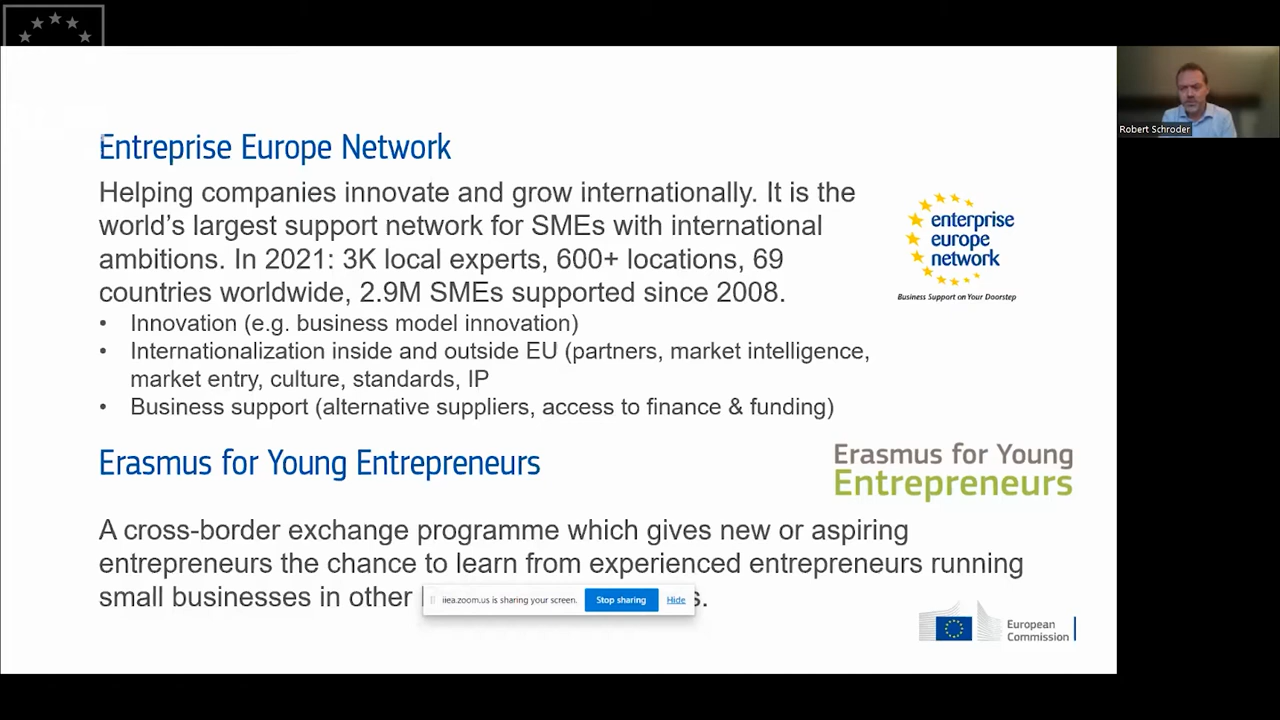 Entreprise Europe Network
Helping companies innovate and grow internationally. It is the
world's largest support network for SMEs with international
ambitions. In 2021: 3K local experts, 600+ locations, 69
countries worldwide, 2.9M SMEs supported since 2008.
• Innovation (e.g. business model innovation)
• Internationalization inside and outside EU (partners, market intelligence,
market entry, culture, standards, IP
• Business support (alternative suppliers, access to finance & funding)
enterprise
europe
network
Business Support on Your Doorstep
Erasmus for Young Entrepreneurs
Erasmus for Young
Entrepreneurs
A cross-border exchange programme which gives new or aspiring
entrepreneurs the chance to learn from experienced entrepreneurs running
small businesses in other
iiea.zoom.us is sharing your screen. Stop sharing Hide
European
Commission
Robert Schroder